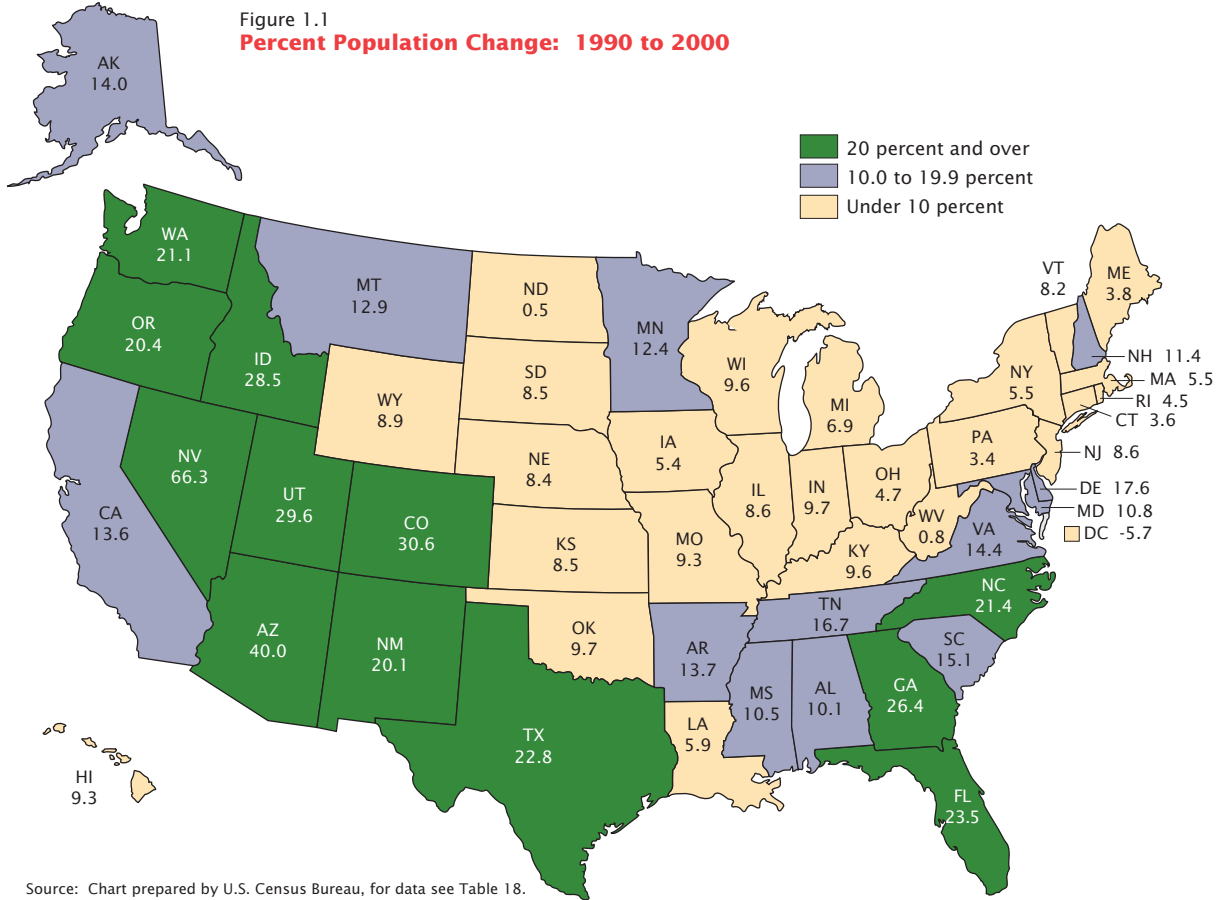 Figure 1.1
Percent Population Change: 1990 to 2000
AK
14.0
20 percent and over
10.0 to 19.9 percent
Under 10 percent
WA
21.1
MT
12.9
ND
0.5
MN
12.4
VT
8.2
ME
3.8
OR
20.4
ID
28.5
SD
8.5
WI
9.6
MI
6.9
NY
5.5
NH 11.4
MA 5.5
RI 4.5
CT 3.6
WY
8.9
NV
66.3
UT
29.6
CO
30.6
NE
8.4
IA
5.4
IL
8.6
IN
9.7
OH
4.7
PA
3.4
NJ 8.6
DE 17.6
MD 10.8
DC -5.7
CA
13.6
KS
8.5
MO
9.3
KY
9.6
WV
0.8
VA
14.4
AZ
40.0
NM
20.1
OK
9.7
AR
13.7
TN
16.7
NC
21.4
SC
15.1
TX
22.8
LA
5.9
MS
10.5
AL
10.1
GA
26.4
FL
23.5
HI
9.3
Source: Chart prepared by U.S. Census Bureau, for data see Table 18.